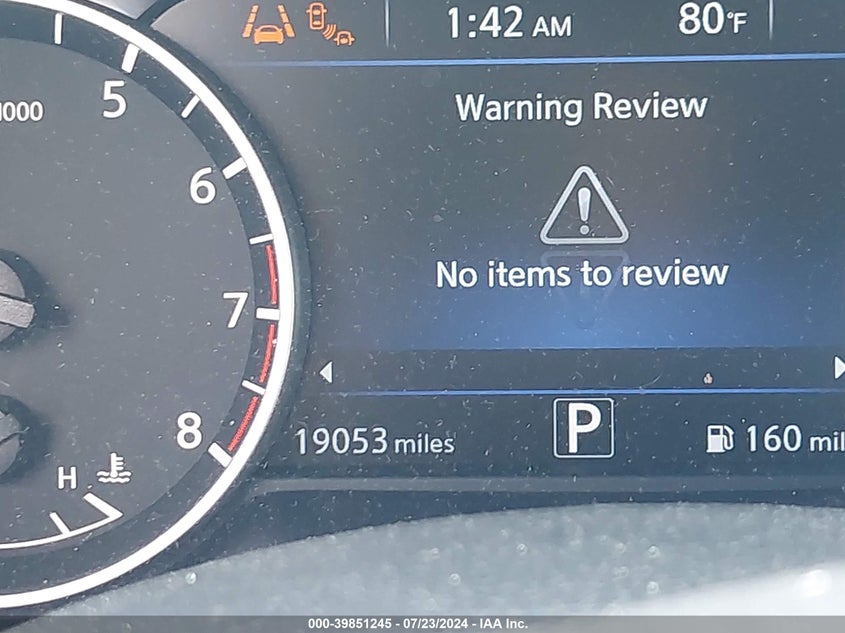 1:42 AM
80°F
Warning Review
No items to review
19053 miles
P
160 mil
5
6
7
8
H
000-39851245 - 07/23/2024 - IAA Inc.